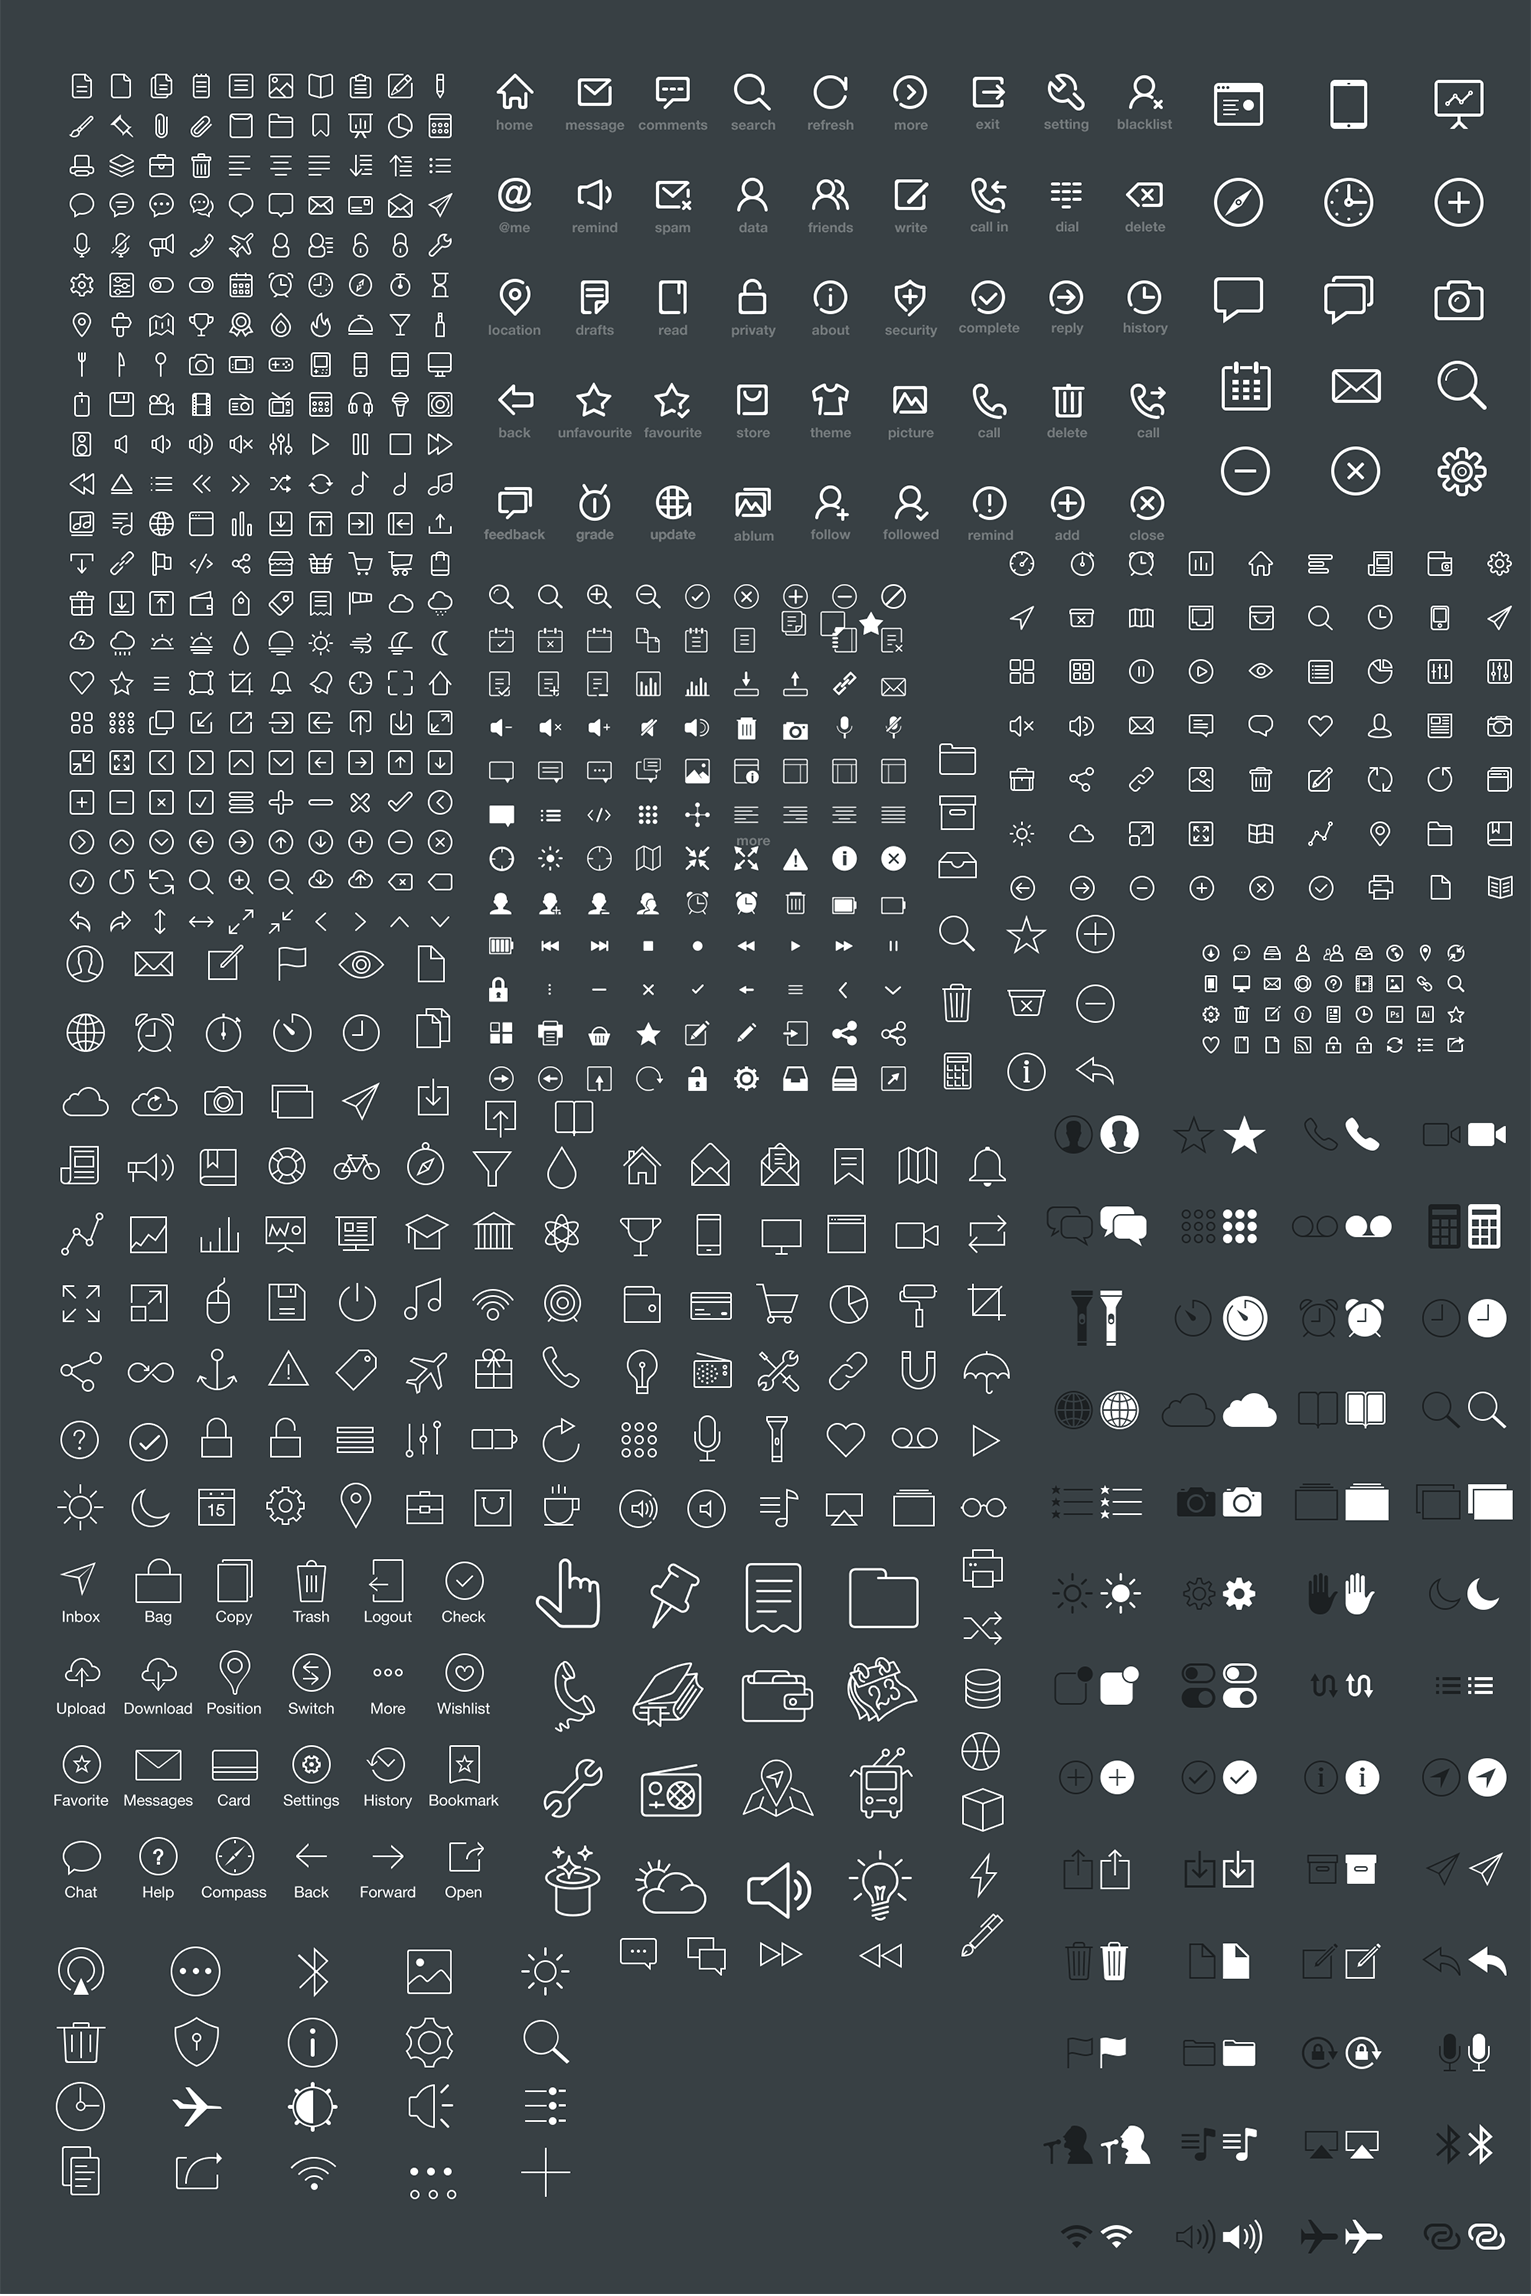 home message comments search refresh more exit setting blacklist
@me remind spam data friends write call in dial delete
location drafts read privaty about security complete reply history
back unfavourite favourite store theme picture call delete call
feedback grade update ablum follow followed remind add close
more
Ps Ai
15
Inbox Bag Copy Trash Logout Check
Upload Download Position Switch More Wishlist
23
Favorite Messages Card Settings History Bookmark
Chat Help Compass Back Forward Open